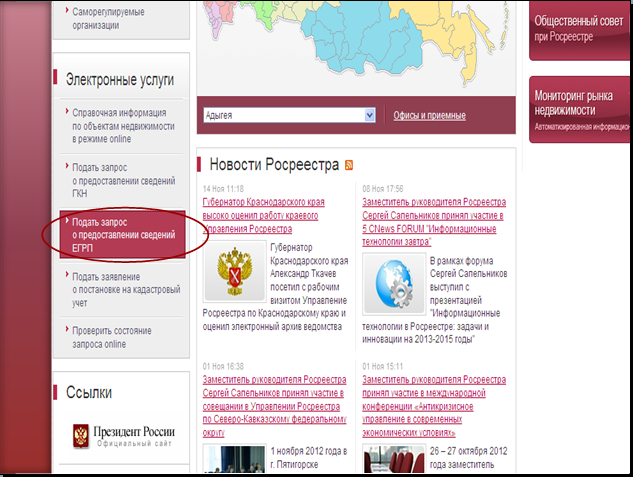 Саморегулируемые
организации
Электронные услуги
Справочная информация
по объектам недвижимости
в режиме online
Подать запрос
о предоставлении сведений
ГКН
Подать запрос
о предоставлении сведений
ЕГРП
Подать заявление
о постановке на кадастровый
учет
Проверить состояние
запроса online
Ссылки
Президент России
Официальный сайт
Адыгея
Офисы и приемные
Новости Росреестра
14 Ноя 11:18
Губернатор Краснодарского края
высоко оценил работу краевого
Управления Росреестра
Губернатор
Краснодарского края
Александр Ткачев
посетил с рабочим
визитом Управление
Росреестра по Краснодарскому краю и
оценил электронный архив ведомства
08 Ноя 17:56
Заместитель руководителя Росреестра
Сергей Сапельников принял участие в
5 CNews FORUM "Информационные
технологии завтра"
В рамках форума
Сергей Сапельников
выступил с
презентацией
"Информационные
технологии в Росреестре: задачи и
инновации на 2013-2015 годы"
01 Ноя 16:38
Заместитель руководителя Росреестра
Сергей Сапельников принял участие в
совещании в Управлении Росреестра
по Северо-Кавказскому федеральному
округу
1 ноября 2012 года в
г. Пятигорске
01 Ноя 15:11
Заместитель руководителя Росреестра
принял участие в международной
конференции «Антикризисное
управление в современных
экономических условиях»
26 – 27 октября 2012
года заместитель
Общественный совет
при Росреестре
Мониторинг рынка
недвижимости
Автоматизированная информацион